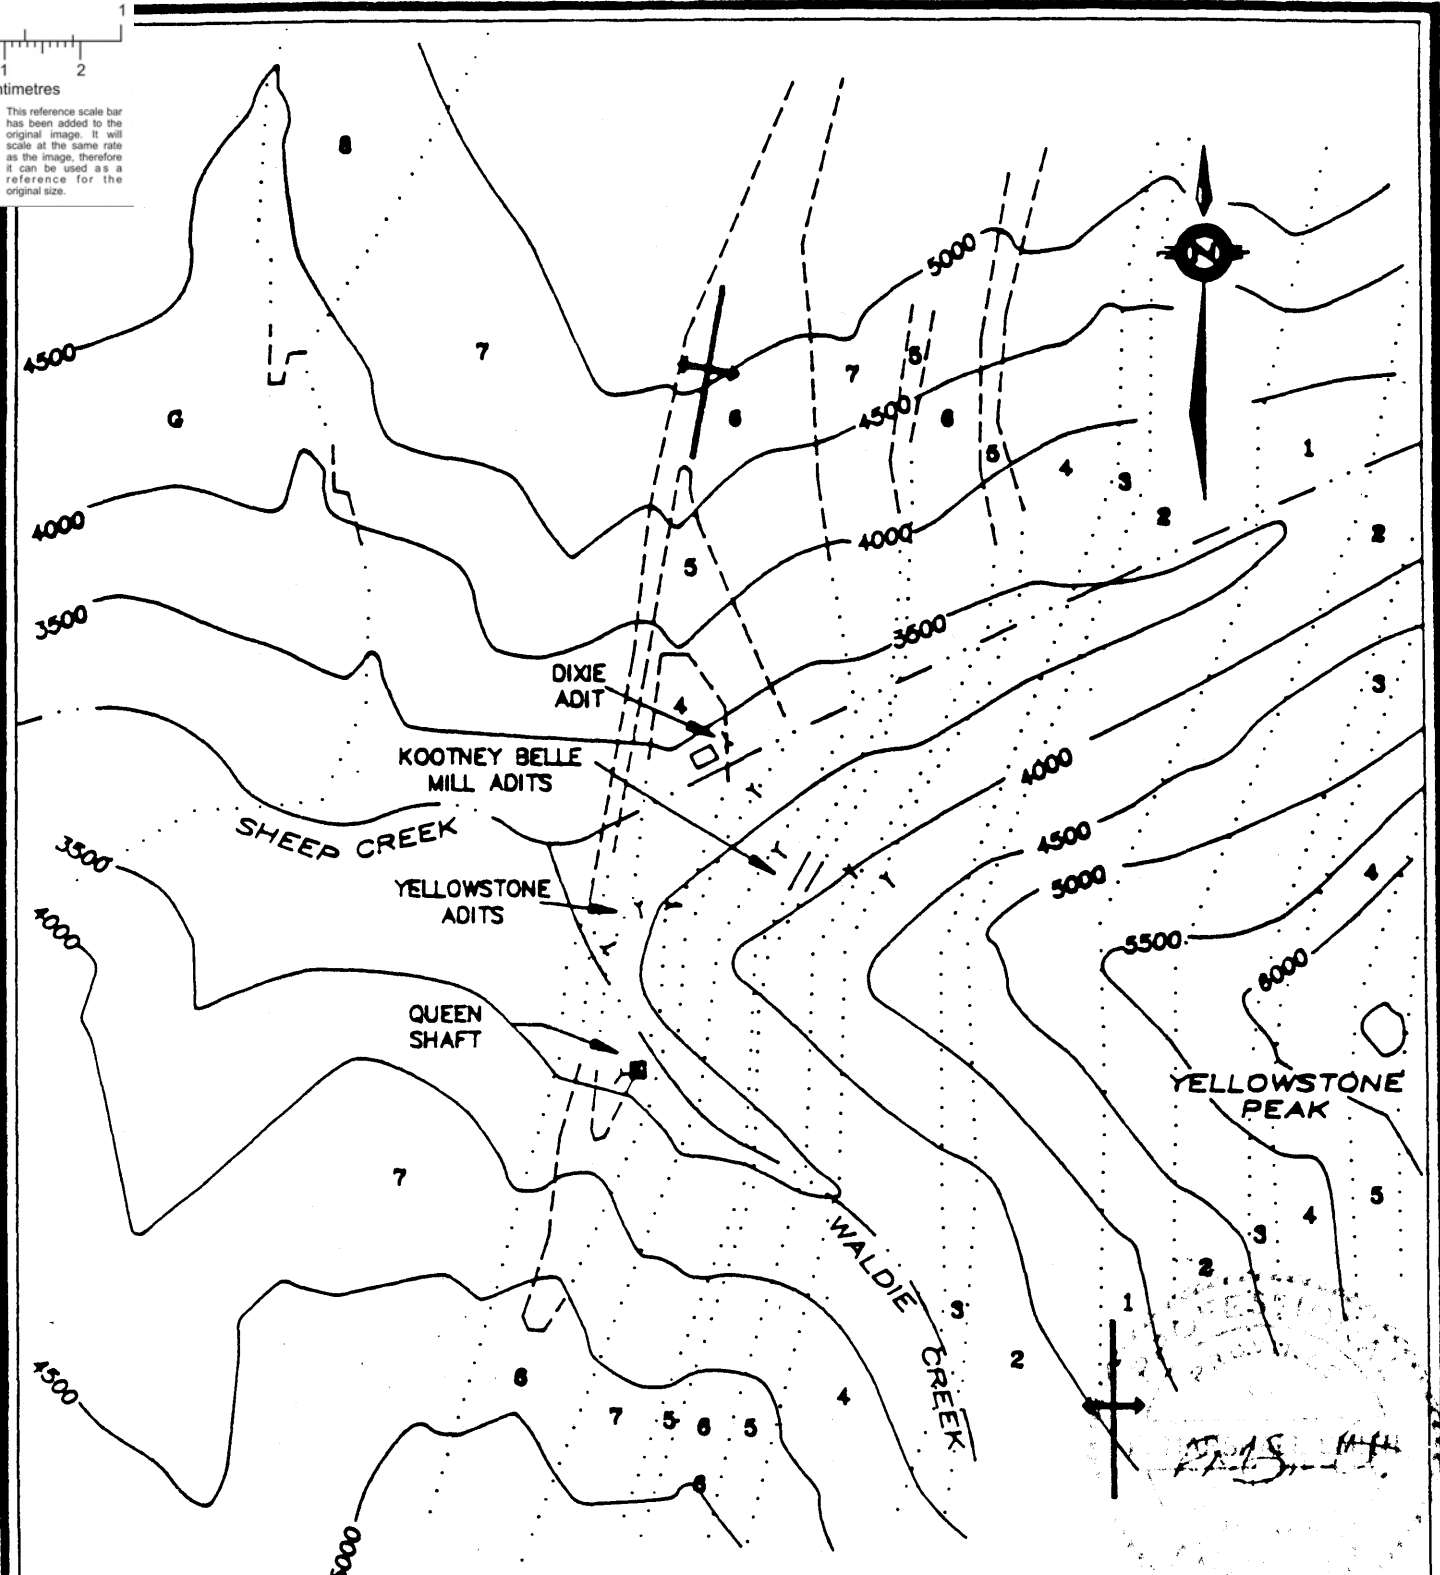 1
1 2
ntimetres
This reference scale bar
has been added to the
original image. It will
scale at the same rate
as the image, therefore
it can be used as a
reference for the
original size.
8
N
5000
4500
7
7
5
G
6
4500
6
5
4
3
1
2
2
4000
4000
5
3500
3500
DIXIE
ADIT
4
3
KOOTNEY BELLE
MILL ADITS
4000
SHEEP CREEK
3500
4500
5000
4
YELLOWSTONE
ADITS
4000
5500
6000
QUEEN
SHAFT
YELLOWSTONE
PEAK
7
5
4
3
WALDIE
CREEK
2
1
3
2
4500
6
4
7 5 6 5
6
5000